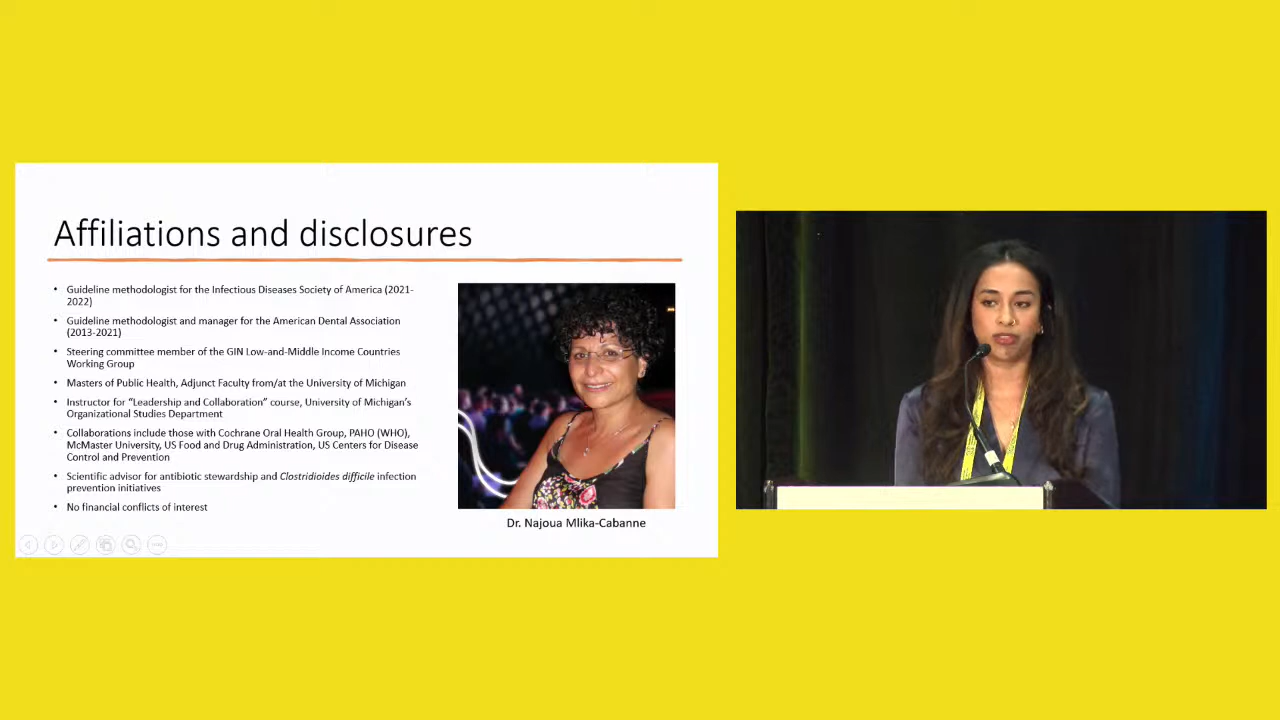 Affiliations and disclosures
• Guideline methodologist for the Infectious Diseases Society of America (2021-
2022)
• Guideline methodologist and manager for the American Dental Association
(2013-2021)
• Steering committee member of the GIN Low-and-Middle Income Countries
Working Group
• Masters of Public Health, Adjunct Faculty from/at the University of Michigan
• Instructor for “Leadership and Collaboration” course, University of Michigan’s
Organizational Studies Department
• Collaborations include those with Cochrane Oral Health Group, PAHO (WHO),
McMaster University, US Food and Drug Administration, US Centers for Disease
Control and Prevention
• Scientific advisor for antibiotic stewardship and Clostridioides difficile infection
prevention initiatives
• No financial conflicts of interest
Dr. Najoua Mlika-Cabanne